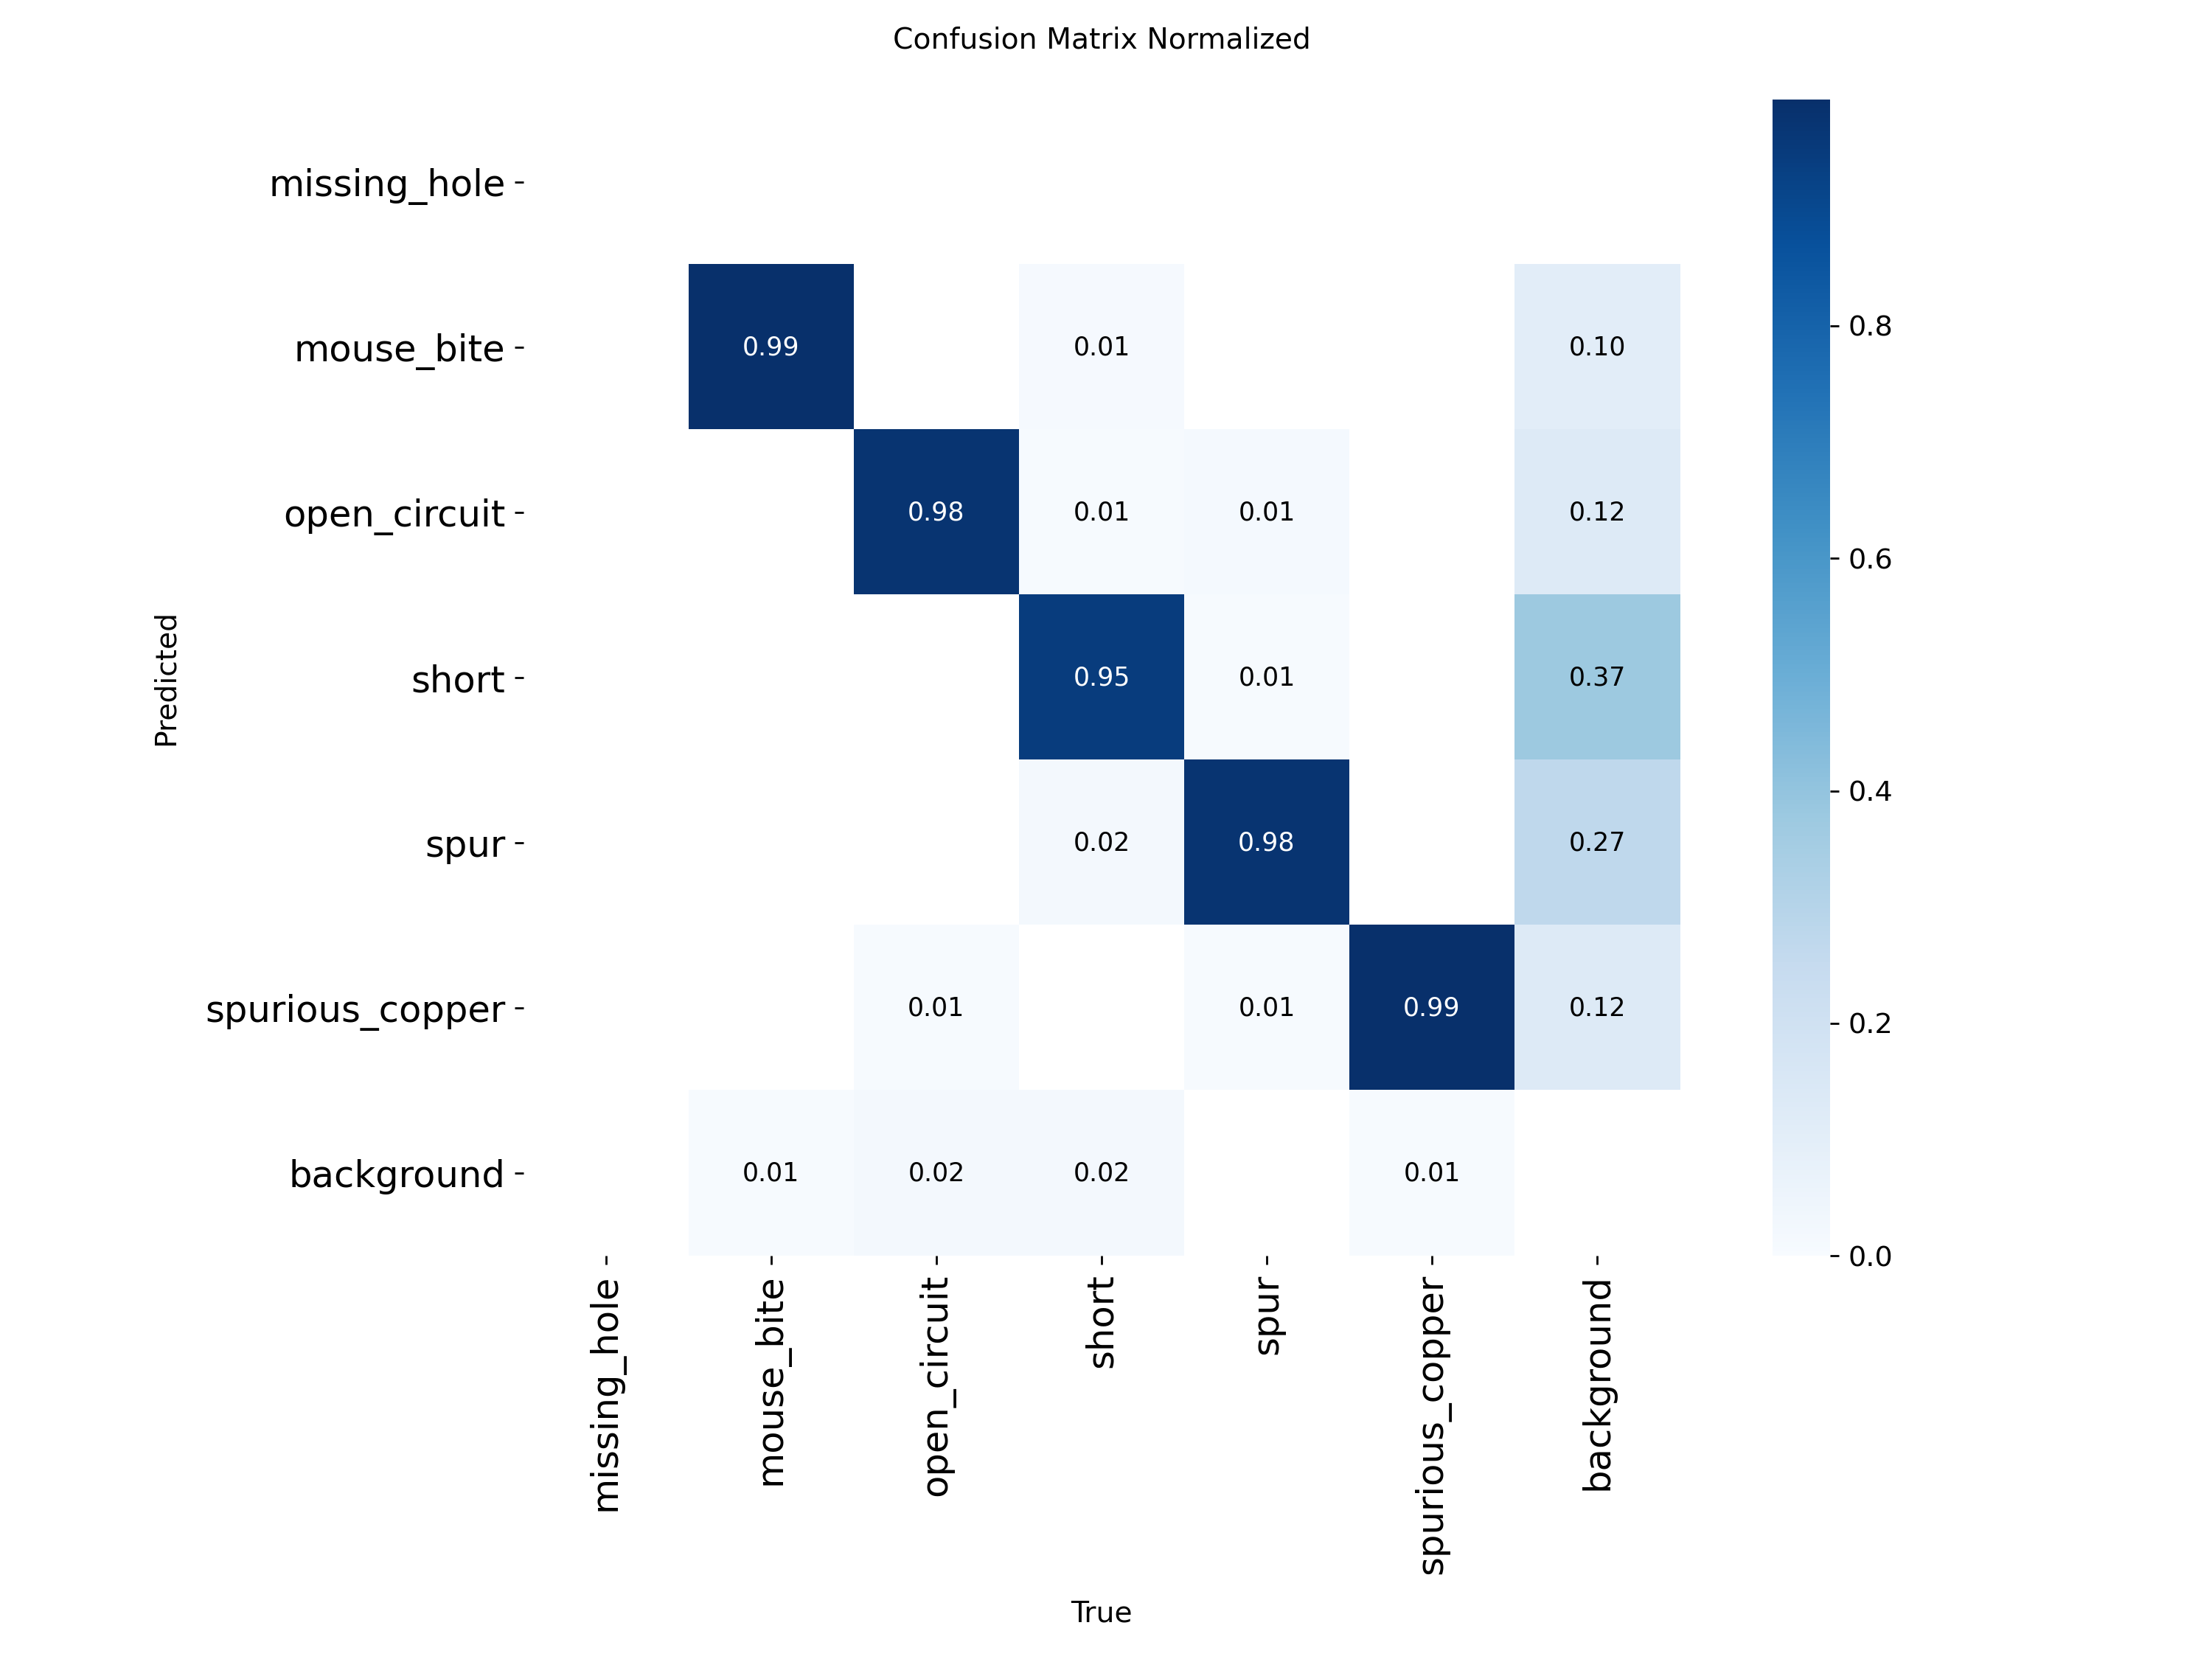 Confusion Matrix Normalized
missing_hole
mouse_bite 0.99 0.01 0.10
open_circuit 0.98 0.01 0.01 0.12
short 0.95 0.01 0.37
spur 0.02 0.98 0.27
spurious_copper 0.01 0.01 0.99 0.12
background 0.01 0.02 0.02 0.01
Predicted
missing_hole
mouse_bite
open_circuit
short
spur
spurious_copper
background
True
0.8
0.6
0.4
0.2
0.0